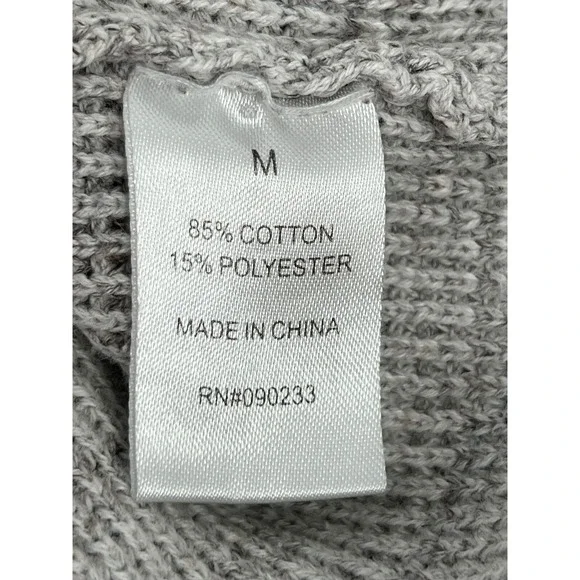 M
85% COTTON
15% POLYESTER
MADE IN CHINA
RN#090233